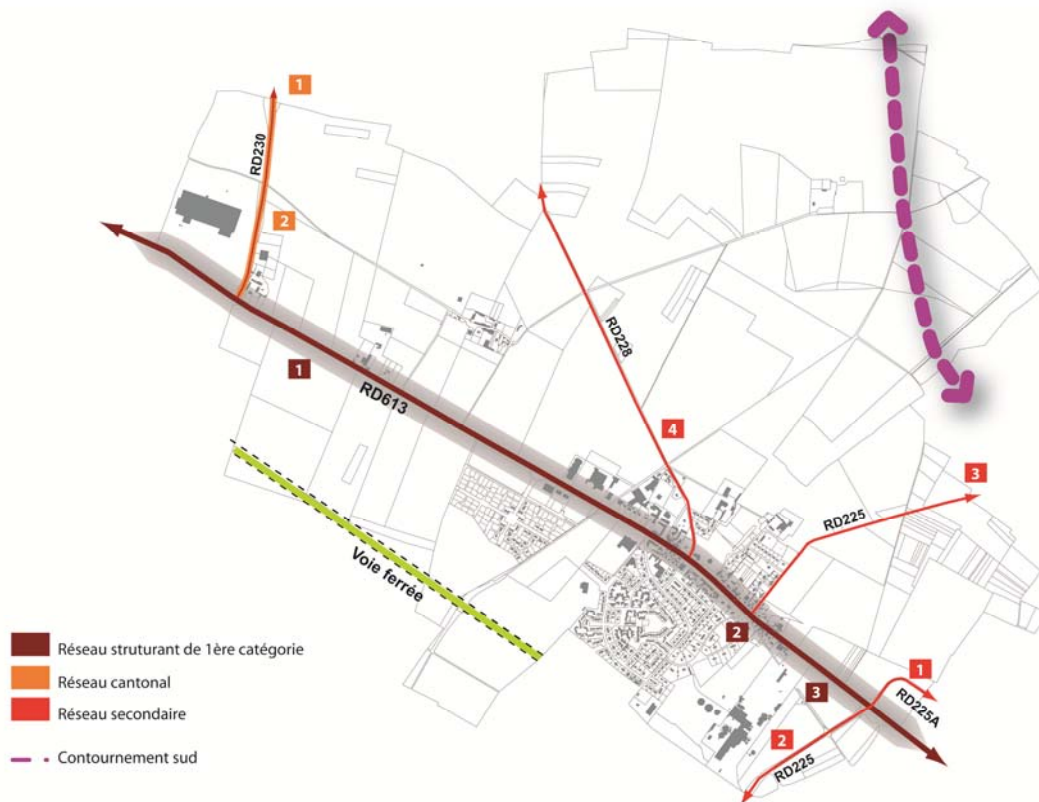 1
RD230
2
1
RD613
RD228
4
3
RD225
Voie ferrée
2
3
1
RD225A
2
RD225
Réseau struturant de 1ère catégorie
Réseau cantonal
Réseau secondaire
Contournement sud